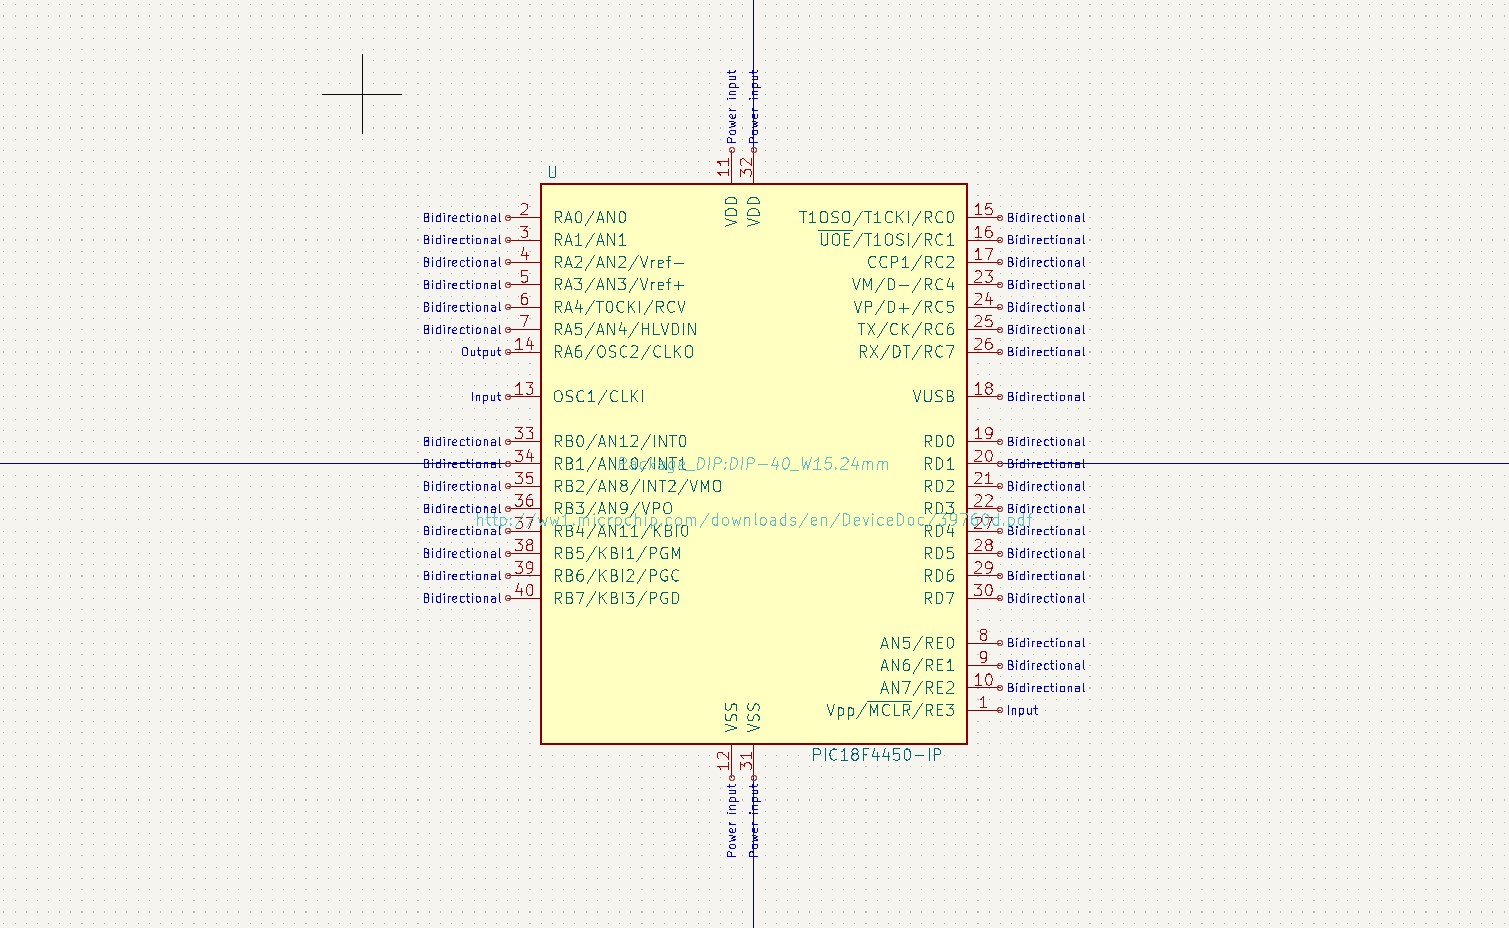 Power input Power input
11 32
U
VDD VDD
Bidirectional 2 RA0/AN0 T1OSO/T1CKI/RC0 15 Bidirectional
Bidirectional 3 RA1/AN1 UOE/T1OSI/RC1 16 Bidirectional
Bidirectional 4 RA2/AN2/Vref- CCP1/RC2 17 Bidirectional
Bidirectional 5 RA3/AN3/Vref+ VM/D-/RC4 23 Bidirectional
Bidirectional 6 RA4/T0CKI/RCV VP/D+/RC5 24 Bidirectional
Bidirectional 7 RA5/AN4/HLVDIN TX/CK/RC6 25 Bidirectional
Output 14 RA6/OSC2/CLKO RX/DT/RC7 26 Bidirectional
Input 13 OSC1/CLKI VUSB 18 Bidirectional
Bidirectional 33 RB0/AN12/INT0 RD0 19 Bidirectional
Bidirectional 34 RB1/AN10/INT1 RD1 20 Bidirectional
Package_DIP:DIP-40_W15.24mm
Bidirectional 35 RB2/AN8/INT2/VMO RD2 21 Bidirectional
Bidirectional 36 RB3/AN9/VPO RD3 22 Bidirectional
http://ww1.microchip.com/downloads/en/DeviceDoc/39760d.pdf
Bidirectional 37 RB4/AN11/KBI0 RD4 27 Bidirectional
Bidirectional 38 RB5/KBI1/PGM RD5 28 Bidirectional
Bidirectional 39 RB6/KBI2/PGC RD6 29 Bidirectional
Bidirectional 40 RB7/KBI3/PGD RD7 30 Bidirectional
AN5/RE0 8 Bidirectional
AN6/RE1 9 Bidirectional
AN7/RE2 10 Bidirectional
Vpp/MCLR/RE3 1 Input
VSS VSS
PIC18F4450-IP
12 31
Power input Power input